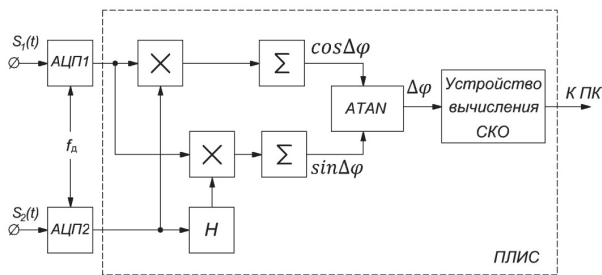 S₁(t)
АЦП1
×
Σ
cosΔφ
ATAN
Δφ
Устройство
вычисления
СКО
К ПК
fд
×
Σ
sinΔφ
S₂(t)
АЦП2
H
ПЛИС